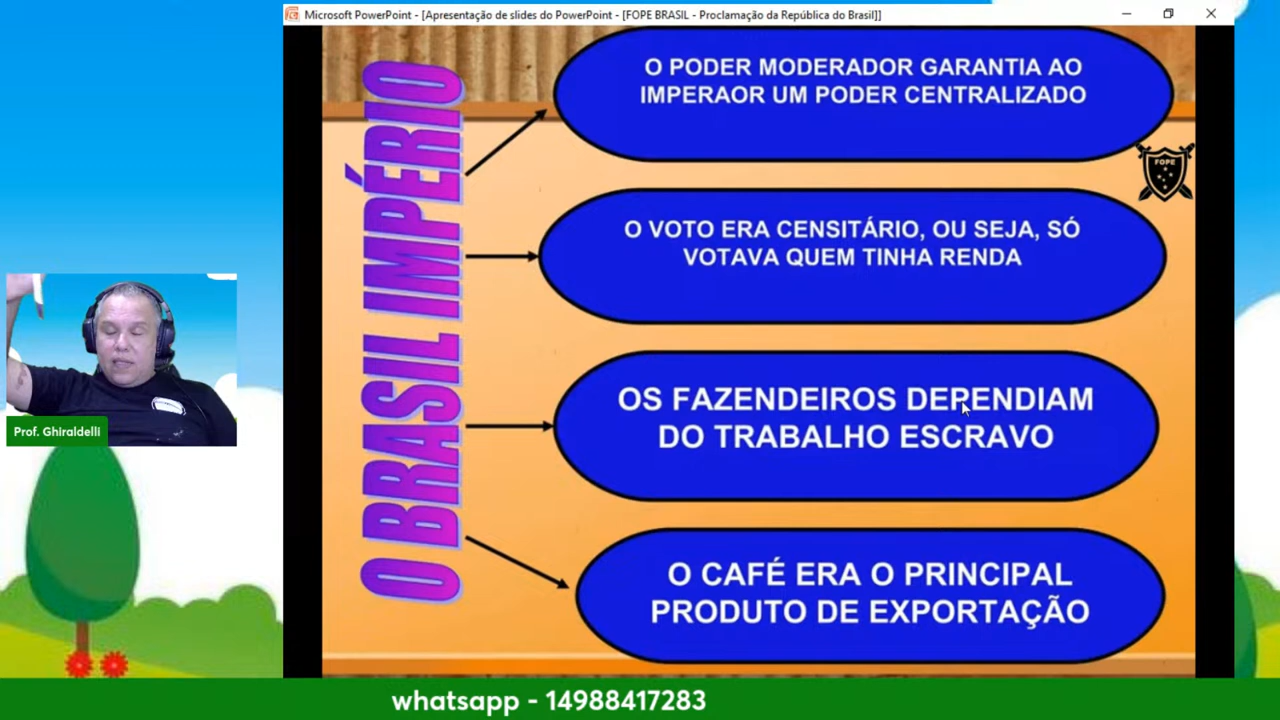 Microsoft PowerPoint - [Apresentação de slides do PowerPoint - [FOPE BRASIL - Proclamação da República do Brasil]]
O BRASIL IMPÉRIO
O PODER MODERADOR GARANTIA AO
IMPERAOR UM PODER CENTRALIZADO
FOPE
O VOTO ERA CENSITÁRIO, OU SEJA, SÓ
VOTAVA QUEM TINHA RENDA
OS FAZENDEIROS DEPENDIAM
DO TRABALHO ESCRAVO
O CAFÉ ERA O PRINCIPAL
PRODUTO DE EXPORTAÇÃO
Prof. Ghiraldelli
whatsapp - 14988417283